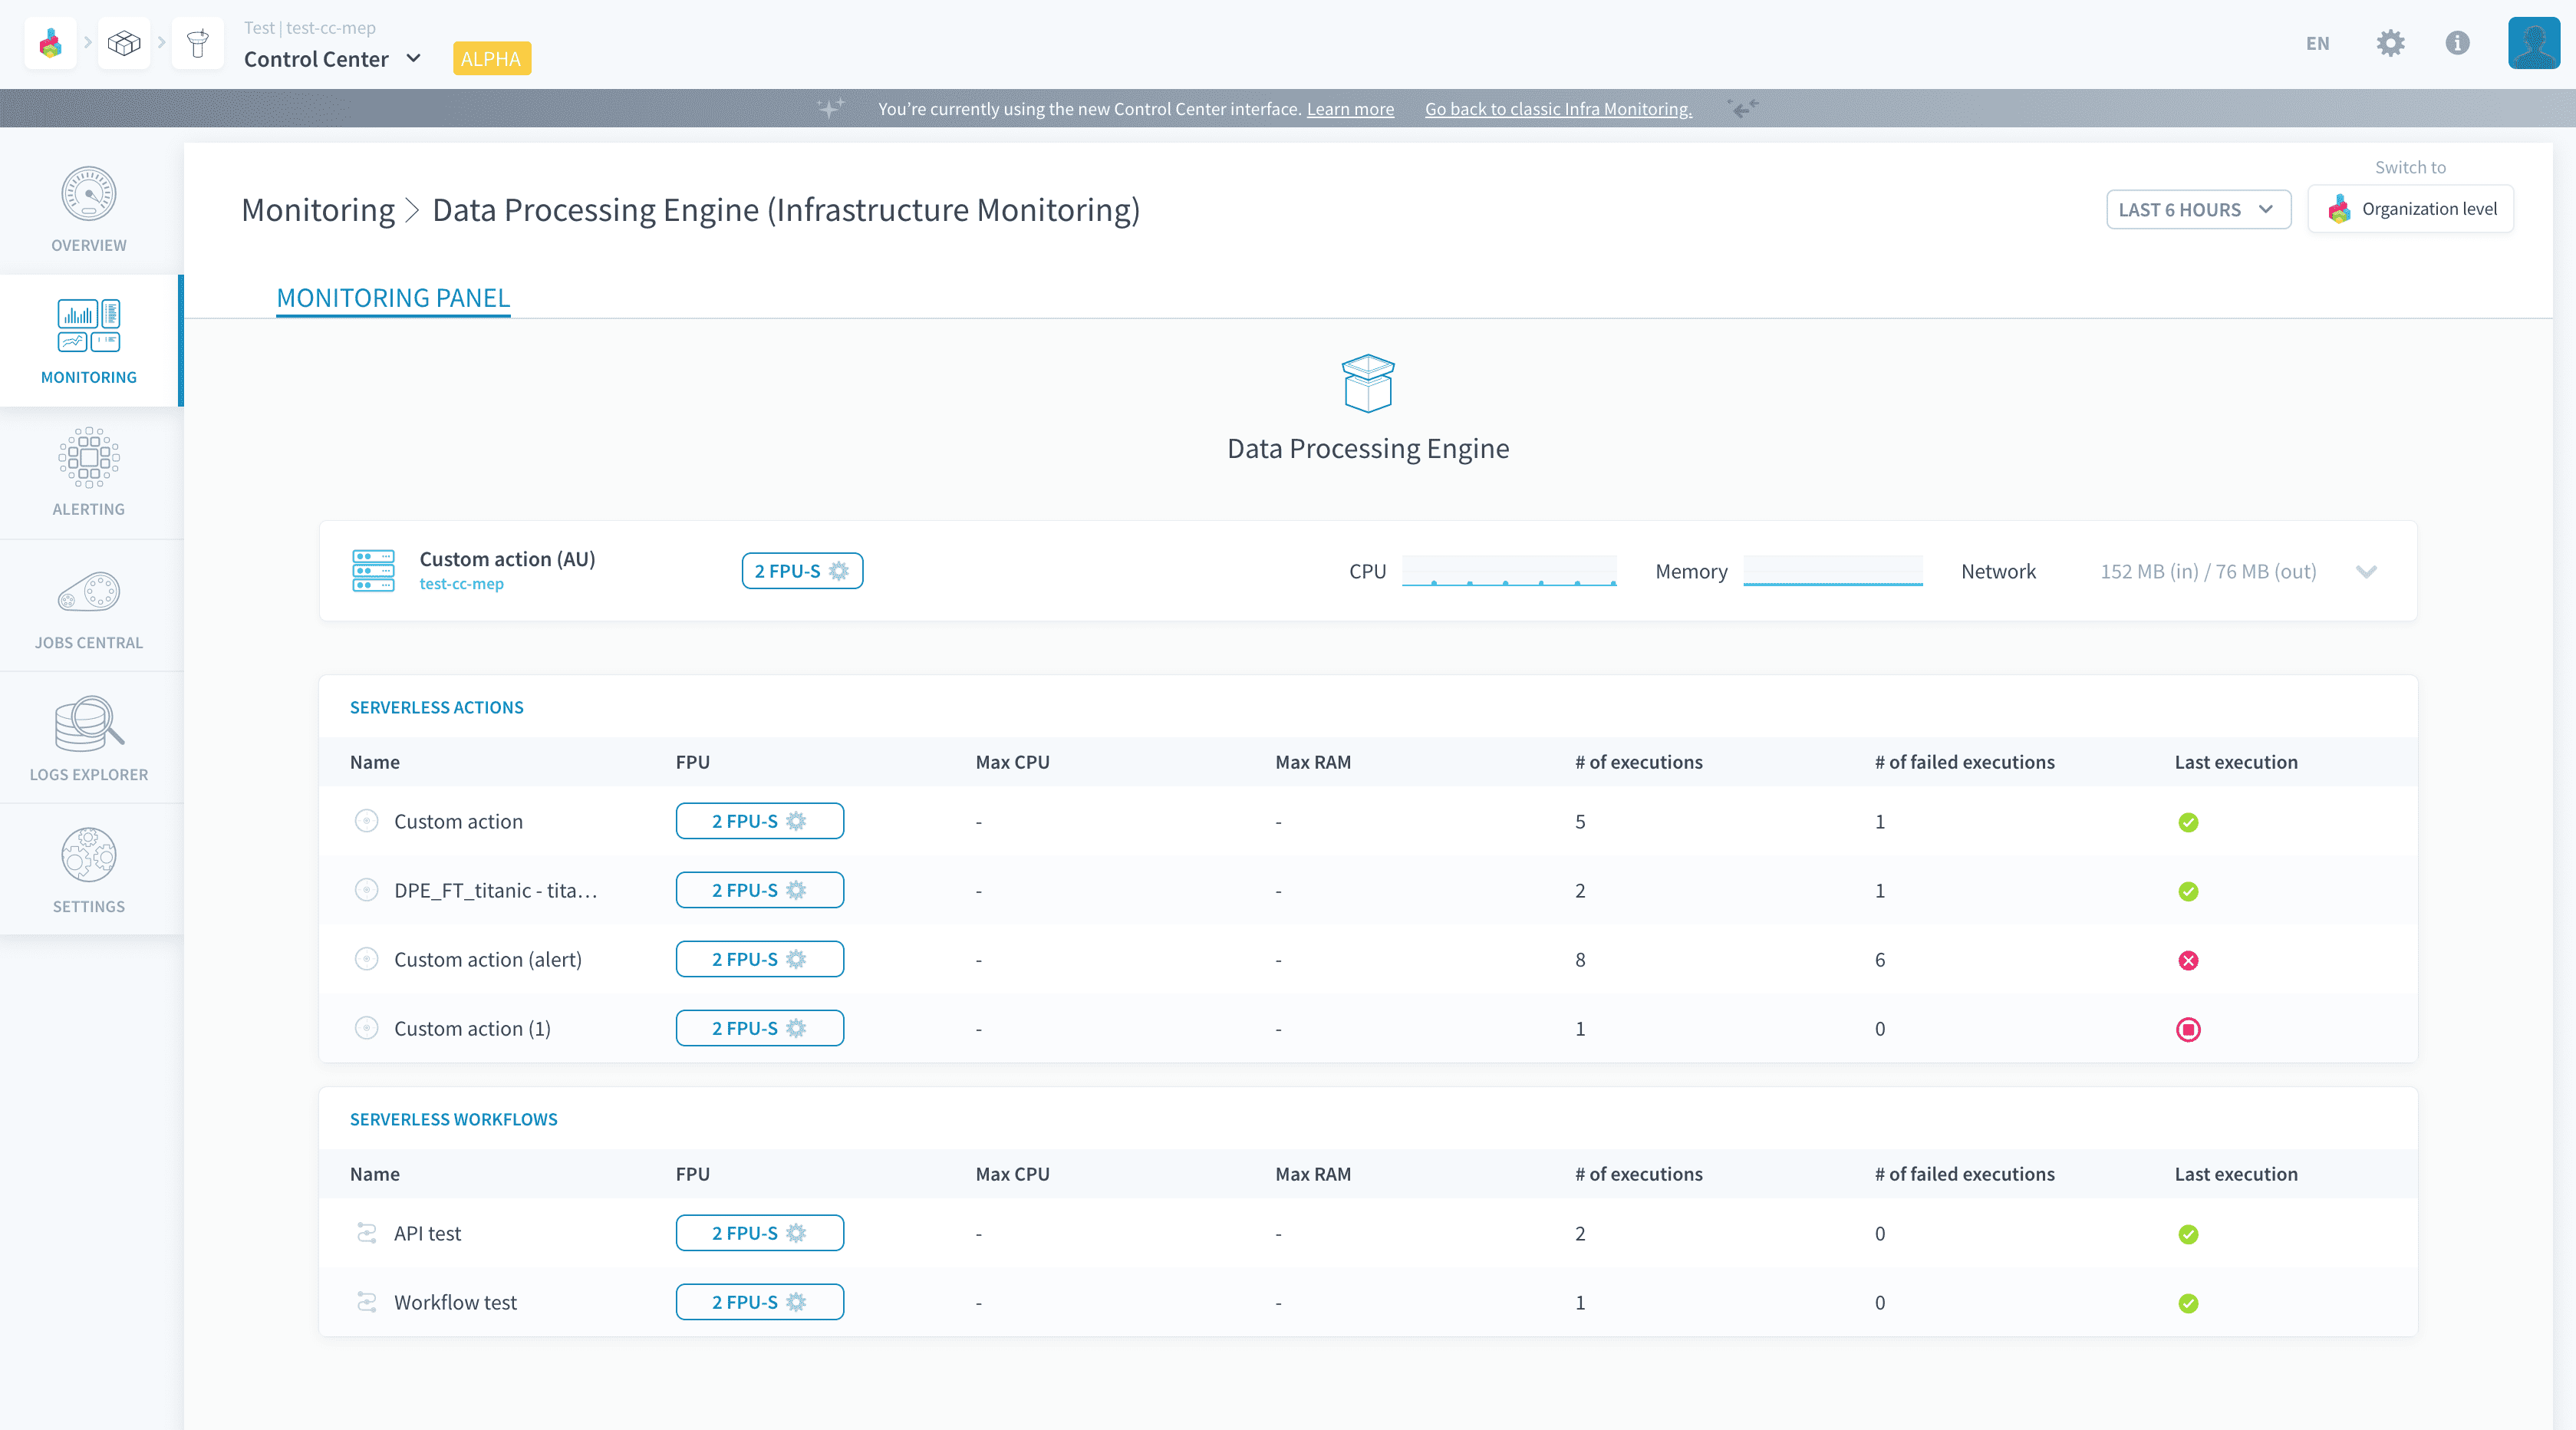 Test | test-cc-mep
Control Center
ALPHA
EN
You're currently using the new Control Center interface. Learn more Go back to classic Infra Monitoring.
OVERVIEW
MONITORING
ALERTING
JOBS CENTRAL
LOGS EXPLORER
SETTINGS
Monitoring > Data Processing Engine (Infrastructure Monitoring)
LAST 6 HOURS
Switch to
Organization level
MONITORING PANEL
Data Processing Engine
Custom action (AU)
test-cc-mep
2 FPU-S
CPU
Memory
Network
152 MB (in) / 76 MB (out)
SERVERLESS ACTIONS
Name FPU Max CPU Max RAM # of executions # of failed executions Last execution
Custom action 2 FPU-S - - 5 1
DPE_FT_titanic - tita... 2 FPU-S - - 2 1
Custom action (alert) 2 FPU-S - - 8 6
Custom action (1) 2 FPU-S - - 1 0
SERVERLESS WORKFLOWS
Name FPU Max CPU Max RAM # of executions # of failed executions Last execution
API test 2 FPU-S - - 2 0
Workflow test 2 FPU-S - - 1 0